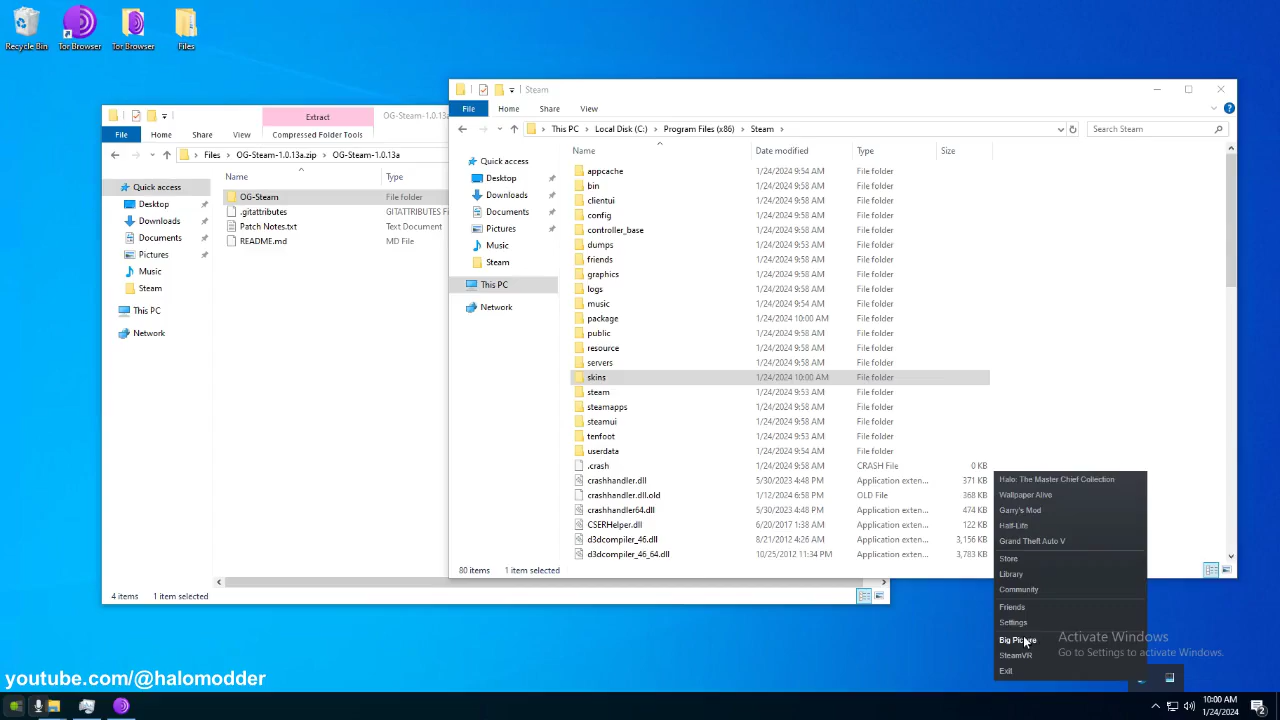 Recycle Bin
Tor Browser
Tor Browser
Files
Extract
OG-Steam-1.0.13a
File
Home
Share
View
Compressed Folder Tools
Files
OG-Steam-1.0.13.zip
OG-Steam-1.0.13a
Quick access
Desktop
Downloads
Documents
Pictures
Music
Steam
This PC
Network
Name
Type
OG-Steam
File folder
.gitattributes
GITATTRIBUTES Fi
Patch Notes.txt
Text Document
README.md
MD File
4 items
1 item selected
Steam
File
Home
Share
View
This PC
Local Disk (C:)
Program Files (x86)
Steam
Search Steam
Quick access
Desktop
Downloads
Documents
Pictures
Music
Steam
This PC
Network
Name
Date modified
Type
Size
appcache 1/24/2024 9:54 AM File folder
bin 1/24/2024 9:58 AM File folder
clientui 1/24/2024 9:58 AM File folder
config 1/24/2024 9:58 AM File folder
controller_base 1/24/2024 9:58 AM File folder
dumps 1/24/2024 9:53 AM File folder
friends 1/24/2024 9:58 AM File folder
graphics 1/24/2024 9:58 AM File folder
logs 1/24/2024 9:58 AM File folder
music 1/24/2024 9:54 AM File folder
package 1/24/2024 10:00 AM File folder
public 1/24/2024 9:58 AM File folder
resource 1/24/2024 9:58 AM File folder
servers 1/24/2024 9:58 AM File folder
skins 1/24/2024 10:00 AM File folder
steam 1/24/2024 9:53 AM File folder
steamapps 1/24/2024 9:58 AM File folder
steamui 1/24/2024 9:58 AM File folder
tenfoot 1/24/2024 9:53 AM File folder
userdata 1/24/2024 9:54 AM File folder
.crash 1/24/2024 9:58 AM CRASH File 0 KB
crashhandler.dll 5/30/2023 4:48 PM Application exten... 371 KB
crashhandler.dll.old 1/12/2024 6:58 PM OLD File 368 KB
crashhandler64.dll 5/30/2023 4:48 PM Application exten... 474 KB
CSERHelper.dll 6/20/2017 1:38 AM Application exten... 122 KB
d3dcompiler_46.dll 8/21/2012 4:26 AM Application exten... 3,156 KB
d3dcompiler_46_64.dll 10/25/2012 11:34 PM Application exten... 3,783 KB
80 items
1 item selected
Halo: The Master Chief Collection
Wallpaper Alive
Garry's Mod
Half-Life
Grand Theft Auto V
Store
Library
Community
Friends
Settings
Big Picture
SteamVR
Exit
Activate Windows
Go to Settings to activate Windows.
youtube.com/@halomodder
10:00 AM
1/24/2024
2